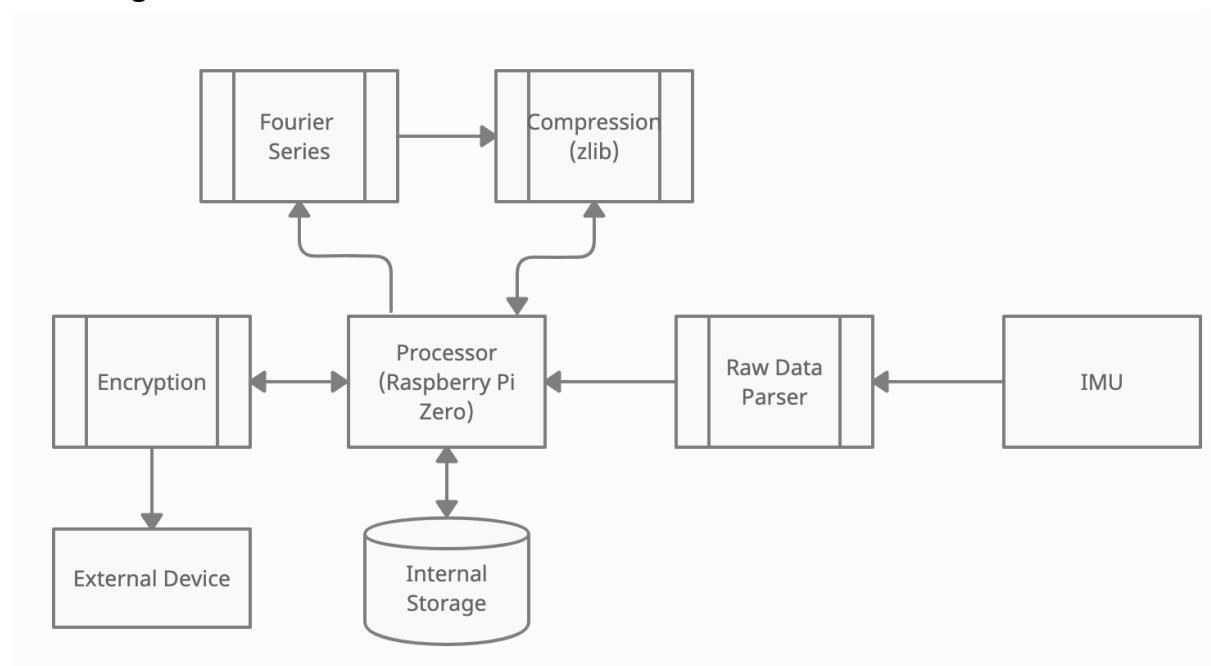 Fourier
Series
Compression
(zlib)
Encryption
Processor
(Raspberry Pi
Zero)
Raw Data
Parser
IMU
External Device
Internal
Storage